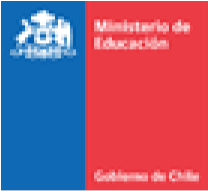 Ministerio de
Educación
Gobierno de Chile